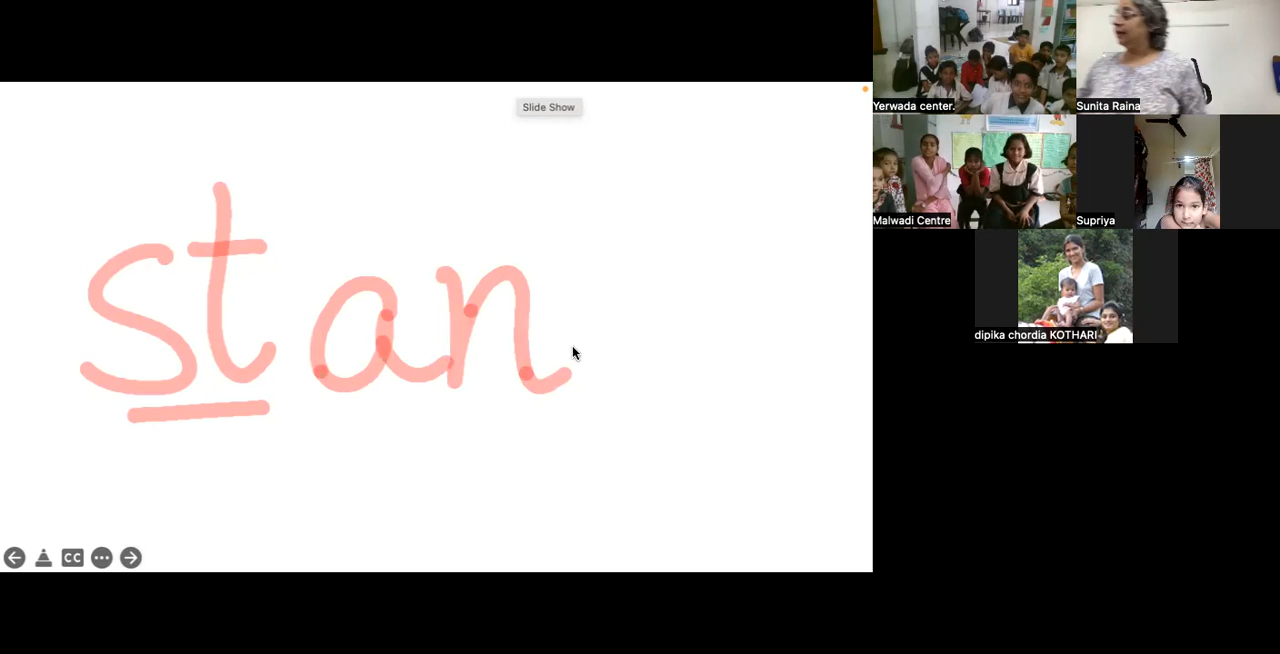 Slide Show
stan
CC
Yerwada center.
Sunita Raina
Malwadi Centre
Supriya
dipika chordia KOTHARI